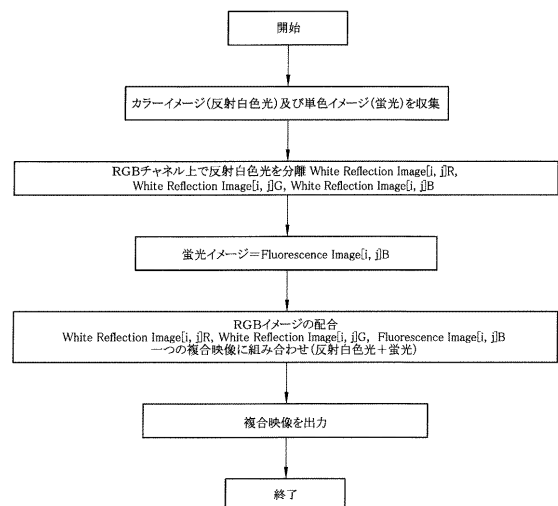 開始
カラーイメージ(反射白色光)及び単色イメージ(蛍光)を収集
RGBチャネル上で反射白色光を分離 White Reflection Image[i, j]R,
White Reflection Image[i, j]G, White Reflection Image[i, j]B
蛍光イメージ=Fluorescence Image[i, j]B
RGBイメージの配合
White Reflection Image[i, j]R, White Reflection Image[i, j]G, Fluorescence Image[i, j]B
一つの複合映像に組み合わせ(反射白色光+蛍光)
複合映像を出力
終了